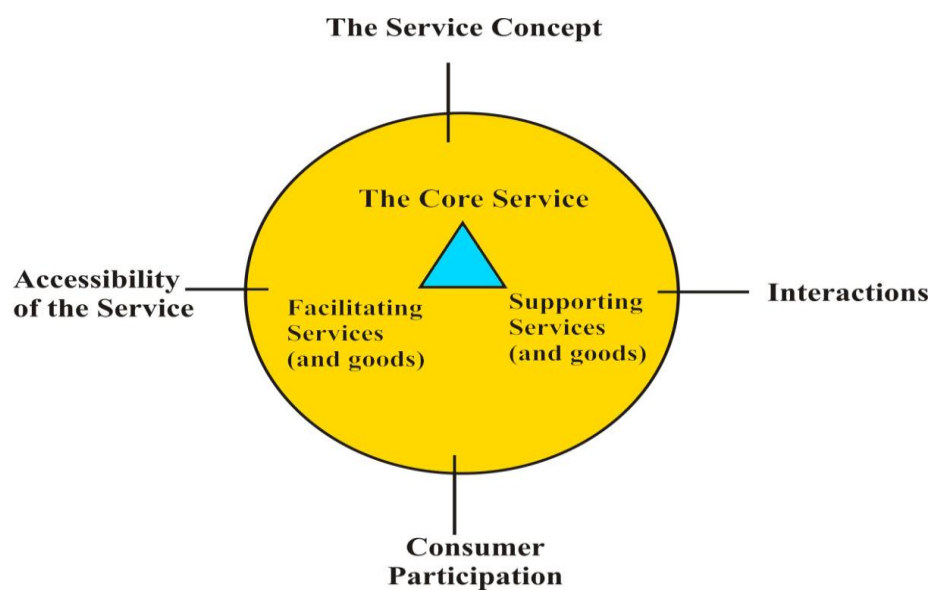 The Service Concept
The Core Service
Accessibility
of the Service
Facilitating
Services
(and goods)
Supporting
Services
(and goods)
Interactions
Consumer
Participation